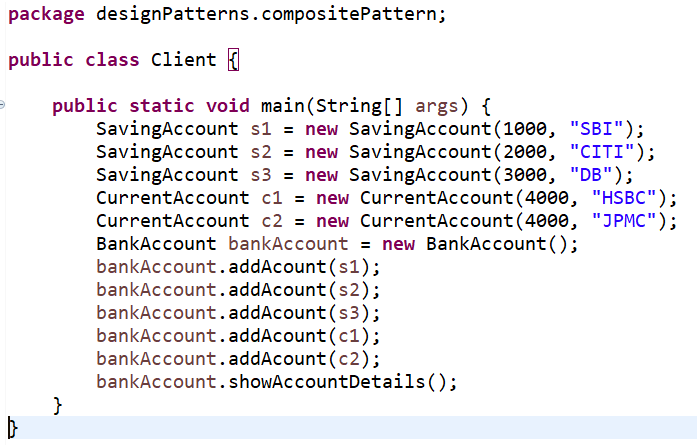 package designPatterns.compositePattern;
public class Client {
public static void main(String[] args) {
SavingAccount s1 = new SavingAccount(1000, "SBI");
SavingAccount s2 = new SavingAccount(2000, "CITI");
SavingAccount s3 = new SavingAccount(3000, "DB");
CurrentAccount c1 = new CurrentAccount(4000, "HSBC");
CurrentAccount c2 = new CurrentAccount(4000, "JPMC");
BankAccount bankAccount = new BankAccount();
bankAccount.addAcount(s1);
bankAccount.addAcount(s2);
bankAccount.addAcount(s3);
bankAccount.addAcount(c1);
bankAccount.addAcount(c2);
bankAccount.showAccountDetails();
}
}